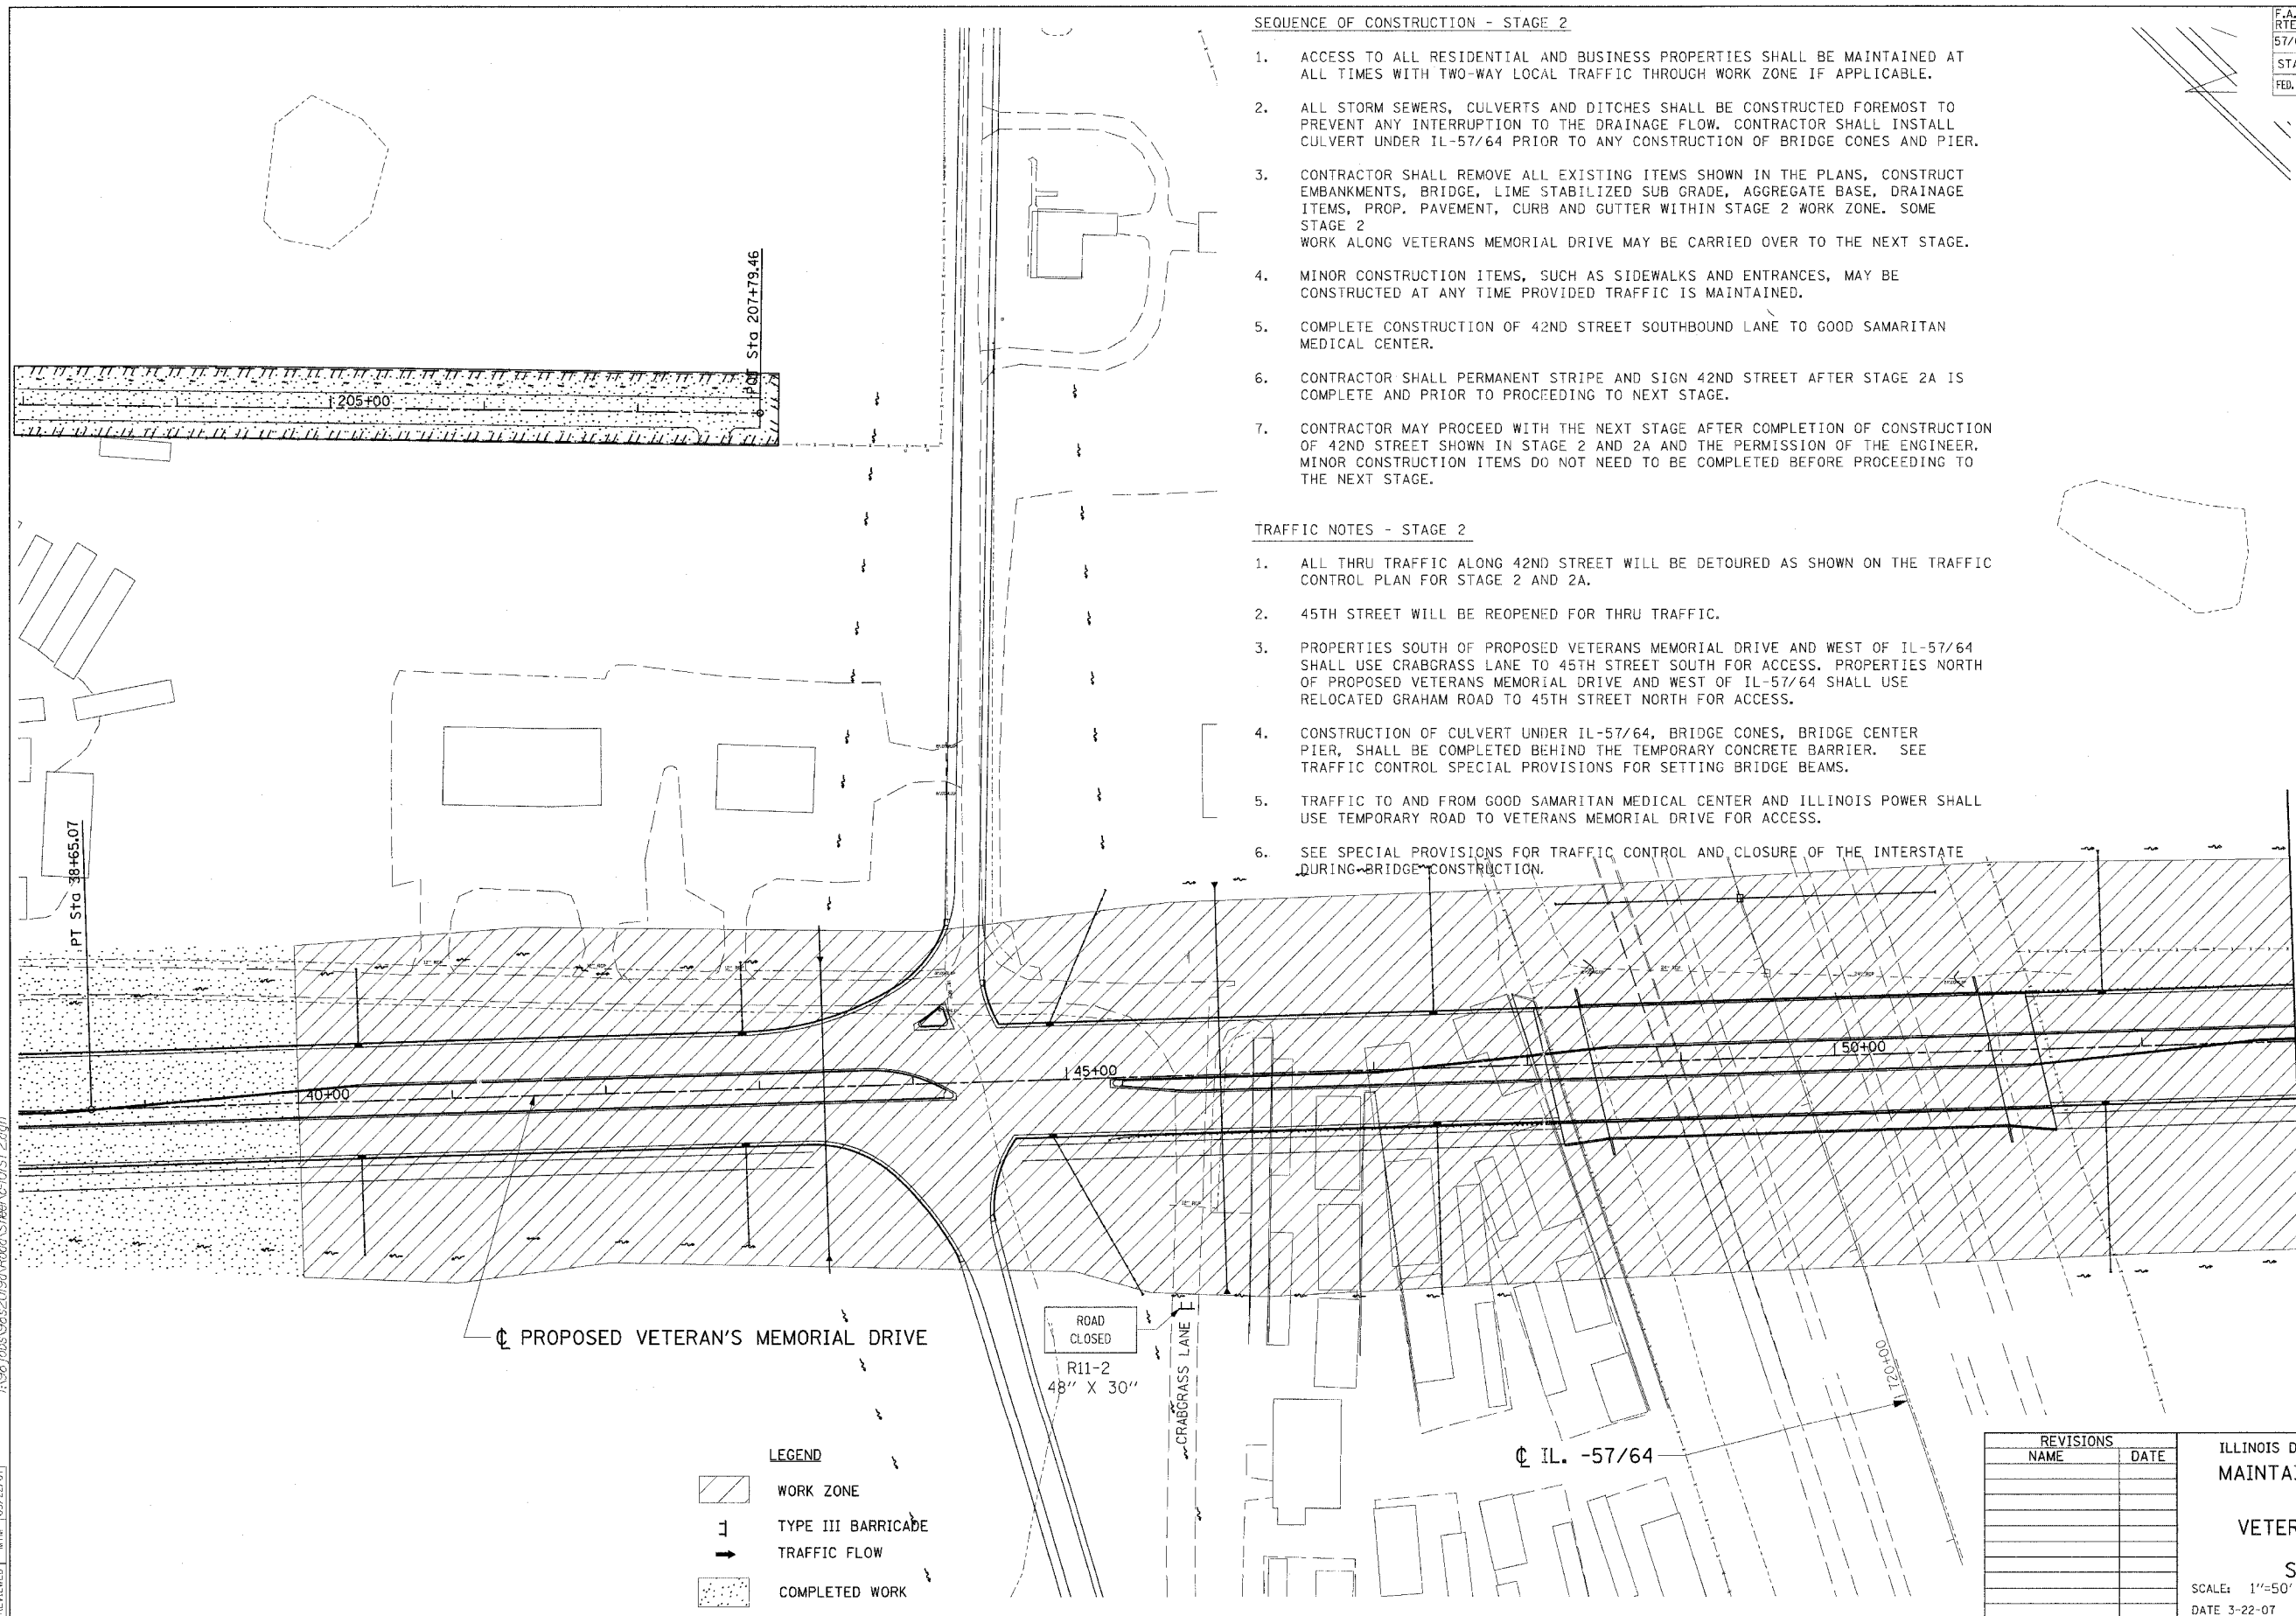 SEQUENCE OF CONSTRUCTION - STAGE 2
1. ACCESS TO ALL RESIDENTIAL AND BUSINESS PROPERTIES SHALL BE MAINTAINED AT
ALL TIMES WITH TWO-WAY LOCAL TRAFFIC THROUGH WORK ZONE IF APPLICABLE.
2. ALL STORM SEWERS, CULVERTS AND DITCHES SHALL BE CONSTRUCTED FOREMOST TO
PREVENT ANY INTERRUPTION TO THE DRAINAGE FLOW. CONTRACTOR SHALL INSTALL
CULVERT UNDER IL-57/64 PRIOR TO ANY CONSTRUCTION OF BRIDGE CONES AND PIER.
3. CONTRACTOR SHALL REMOVE ALL EXISTING ITEMS SHOWN IN THE PLANS, CONSTRUCT
EMBANKMENTS, BRIDGE, LIME STABILIZED SUB GRADE, AGGREGATE BASE, DRAINAGE
ITEMS, PROP. PAVEMENT, CURB AND GUTTER WITHIN STAGE 2 WORK ZONE. SOME
STAGE 2
WORK ALONG VETERANS MEMORIAL DRIVE MAY BE CARRIED OVER TO THE NEXT STAGE.
4. MINOR CONSTRUCTION ITEMS, SUCH AS SIDEWALKS AND ENTRANCES, MAY BE
CONSTRUCTED AT ANY TIME PROVIDED TRAFFIC IS MAINTAINED.
5. COMPLETE CONSTRUCTION OF 42ND STREET SOUTHBOUND LANE TO GOOD SAMARITAN
MEDICAL CENTER.
6. CONTRACTOR SHALL PERMANENT STRIPE AND SIGN 42ND STREET AFTER STAGE 2A IS
COMPLETE AND PRIOR TO PROCEEDING TO NEXT STAGE.
7. CONTRACTOR MAY PROCEED WITH THE NEXT STAGE AFTER COMPLETION OF CONSTRUCTION
OF 42ND STREET SHOWN IN STAGE 2 AND 2A AND THE PERMISSION OF THE ENGINEER.
MINOR CONSTRUCTION ITEMS DO NOT NEED TO BE COMPLETED BEFORE PROCEEDING TO
THE NEXT STAGE.
TRAFFIC NOTES - STAGE 2
1. ALL THRU TRAFFIC ALONG 42ND STREET WILL BE DETOURED AS SHOWN ON THE TRAFFIC
CONTROL PLAN FOR STAGE 2 AND 2A.
2. 45TH STREET WILL BE REOPENED FOR THRU TRAFFIC.
3. PROPERTIES SOUTH OF PROPOSED VETERANS MEMORIAL DRIVE AND WEST OF IL-57/64
SHALL USE CRABGRASS LANE TO 45TH STREET SOUTH FOR ACCESS. PROPERTIES NORTH
OF PROPOSED VETERANS MEMORIAL DRIVE AND WEST OF IL-57/64 SHALL USE
RELOCATED GRAHAM ROAD TO 45TH STREET NORTH FOR ACCESS.
4. CONSTRUCTION OF CULVERT UNDER IL-57/64, BRIDGE CONES, BRIDGE CENTER
PIER, SHALL BE COMPLETED BEHIND THE TEMPORARY CONCRETE BARRIER. SEE
TRAFFIC CONTROL SPECIAL PROVISIONS FOR SETTING BRIDGE BEAMS.
5. TRAFFIC TO AND FROM GOOD SAMARITAN MEDICAL CENTER AND ILLINOIS POWER SHALL
USE TEMPORARY ROAD TO VETERANS MEMORIAL DRIVE FOR ACCESS.
6. SEE SPECIAL PROVISIONS FOR TRAFFIC CONTROL AND CLOSURE OF THE INTERSTATE
DURING BRIDGE CONSTRUCTION.
F.A.
RTE
57/
STA
FED.
POT Sta 207+79.46
205+00
PT Sta 38+65.07
40+00
45+00
50+00
℄ PROPOSED VETERAN'S MEMORIAL DRIVE
ROAD
CLOSED
R11-2
48" X 30"
CRABGRASS LANE
1720+00
℄ IL. -57/64
LEGEND
WORK ZONE
TYPE III BARRICADE
TRAFFIC FLOW
COMPLETED WORK
REVISIONS
NAME DATE
ILLINOIS D
MAINTAI
VETER
S
SCALE: 1"=50'
DATE 3-22-07